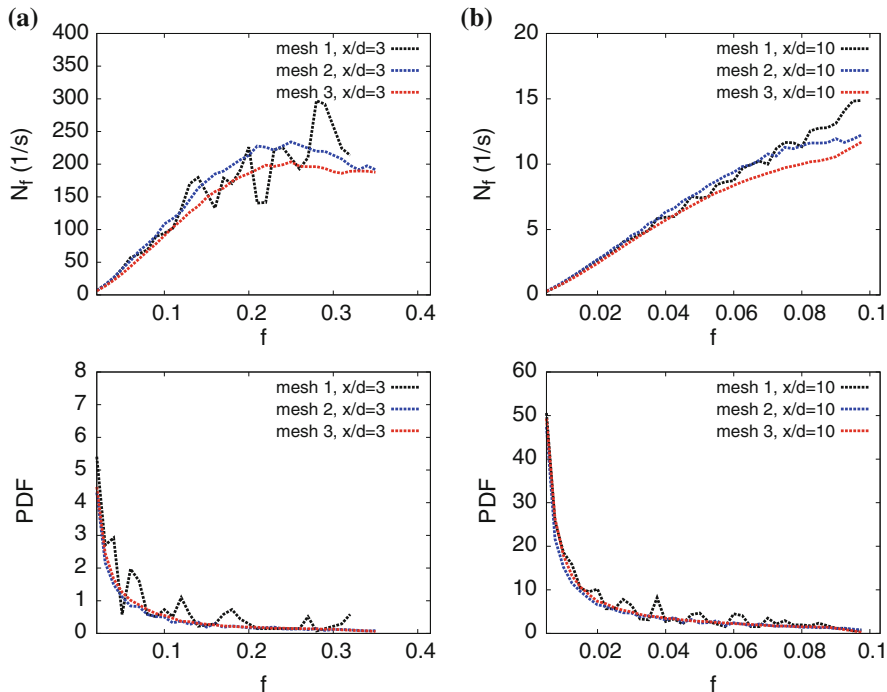 (a)
400
350
300
250
200
150
100
50
0
N_f (1/s)
mesh 1, x/d=3
mesh 2, x/d=3
mesh 3, x/d=3
0.1
0.2
0.3
0.4
f
(b)
20
15
10
5
0
N_f (1/s)
mesh 1, x/d=10
mesh 2, x/d=10
mesh 3, x/d=10
0.02
0.04
0.06
0.08
0.1
f
8
7
6
5
4
3
2
1
0
PDF
mesh 1, x/d=3
mesh 2, x/d=3
mesh 3, x/d=3
0.1
0.2
0.3
0.4
f
60
50
40
30
20
10
0
PDF
mesh 1, x/d=10
mesh 2, x/d=10
mesh 3, x/d=10
0.02
0.04
0.06
0.08
0.1
f